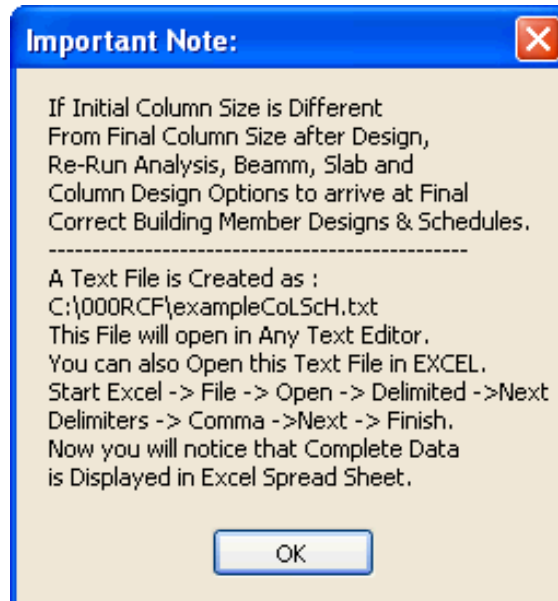 Important Note:
If Initial Column Size is Different
From Final Column Size after Design,
Re-Run Analysis, Beamm, Slab and
Column Design Options to arrive at Final
Correct Building Member Designs & Schedules.
------------------------------------------------
A Text File is Created as :
C:\000RCF\exampleCoLScH.txt
This File will open in Any Text Editor.
You can also Open this Text File in EXCEL.
Start Excel -> File -> Open -> Delimited ->Next
Delimiters -> Comma ->Next -> Finish.
Now you will notice that Complete Data
is Displayed in Excel Spread Sheet.
OK